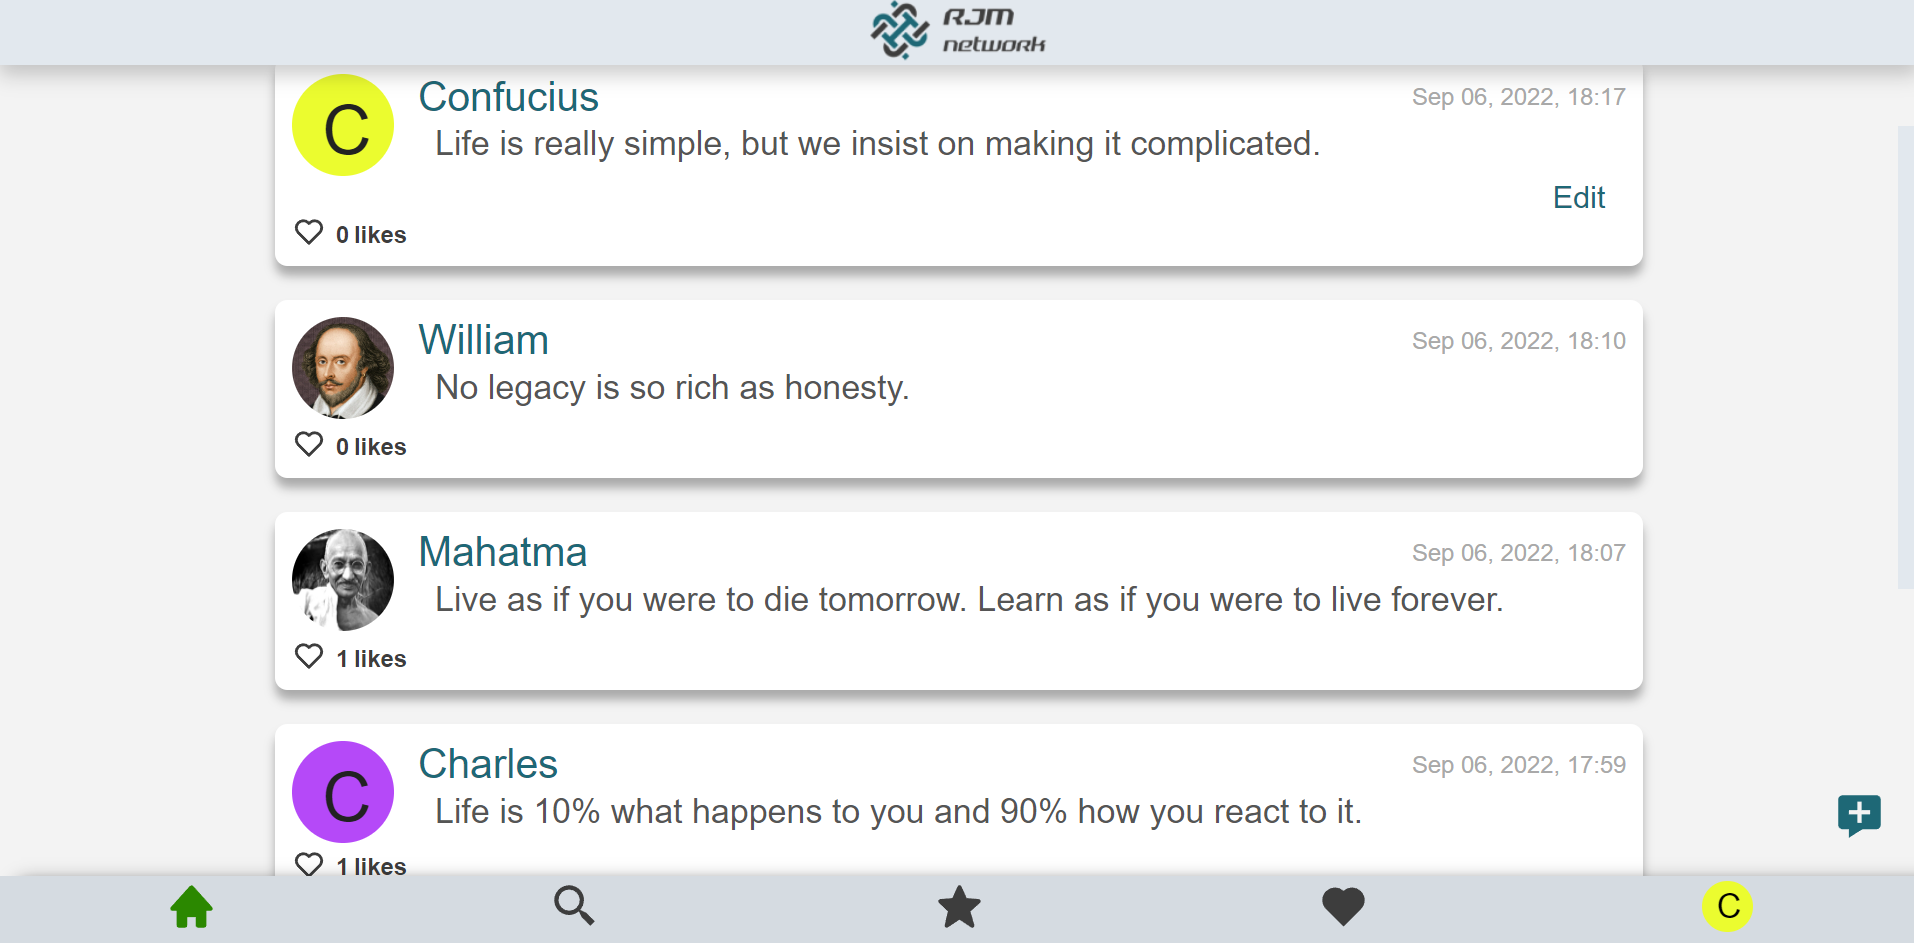 RJM
network
C
Confucius
Sep 06, 2022, 18:17
Life is really simple, but we insist on making it complicated.
Edit
0 likes
William
Sep 06, 2022, 18:10
No legacy is so rich as honesty.
0 likes
Mahatma
Sep 06, 2022, 18:07
Live as if you were to die tomorrow. Learn as if you were to live forever.
1 likes
C
Charles
Sep 06, 2022, 17:59
Life is 10% what happens to you and 90% how you react to it.
1 likes
C